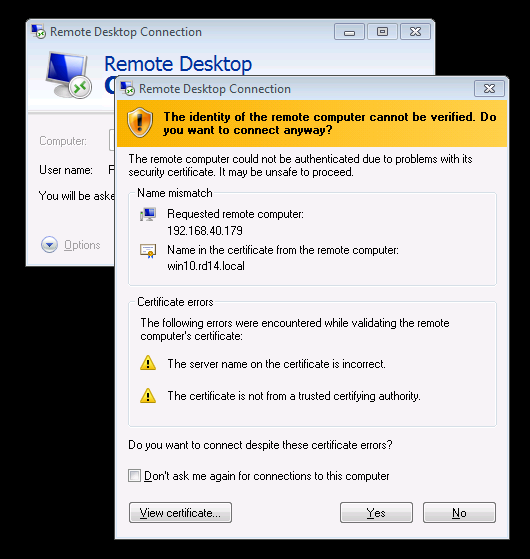 Remote Desktop Connection
Remote Desktop
Computer:
User name:
You will be aske
Options
Remote Desktop Connection
The identity of the remote computer cannot be verified. Do
you want to connect anyway?
The remote computer could not be authenticated due to problems with its
security certificate. It may be unsafe to proceed.
Name mismatch
Requested remote computer:
192.168.40.179
Name in the certificate from the remote computer:
win10.rd14.local
Certificate errors
The following errors were encountered while validating the remote
computer's certificate:
The server name on the certificate is incorrect.
The certificate is not from a trusted certifying authority.
Do you want to connect despite these certificate errors?
Don't ask me again for connections to this computer
View certificate...
Yes
No